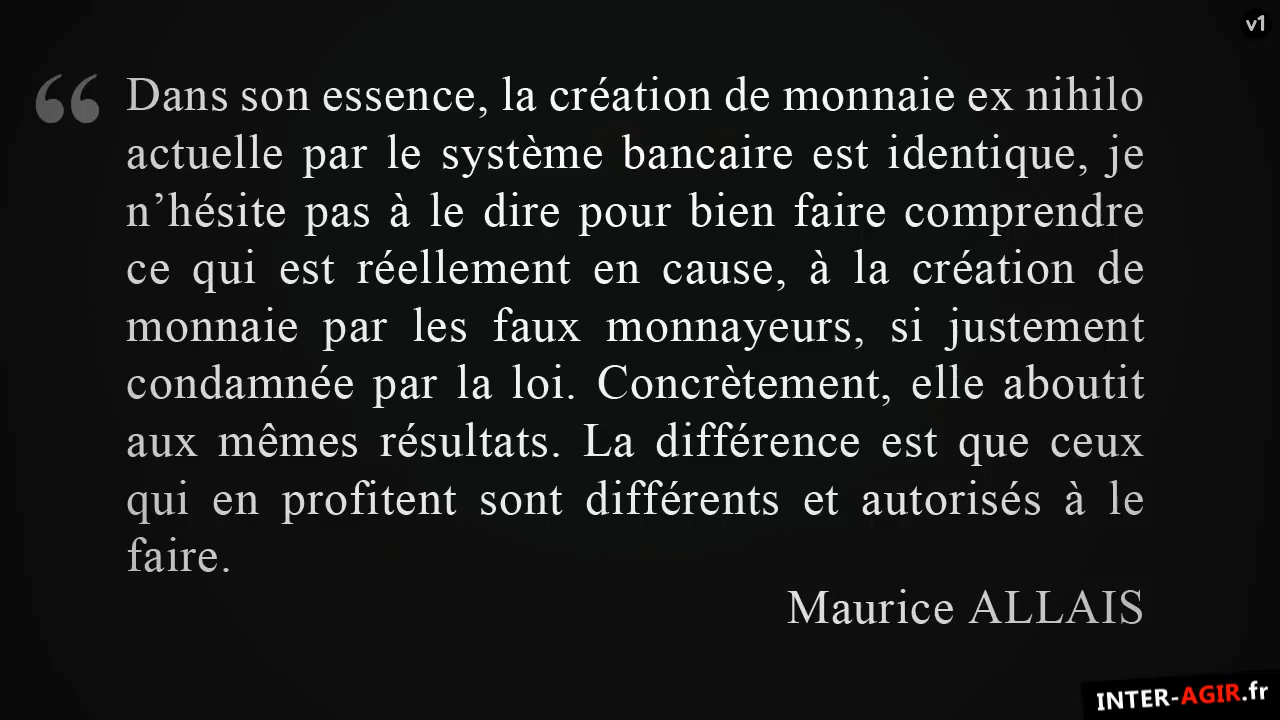 v1
“ Dans son essence, la création de monnaie ex nihilo
actuelle par le système bancaire est identique, je
n’hésite pas à le dire pour bien faire comprendre
ce qui est réellement en cause, à la création de
monnaie par les faux monnayeurs, si justement
condamnée par la loi. Concrètement, elle aboutit
aux mêmes résultats. La différence est que ceux
qui en profitent sont différents et autorisés à le
faire.
Maurice ALLAIS
INTER-AGIR.fr